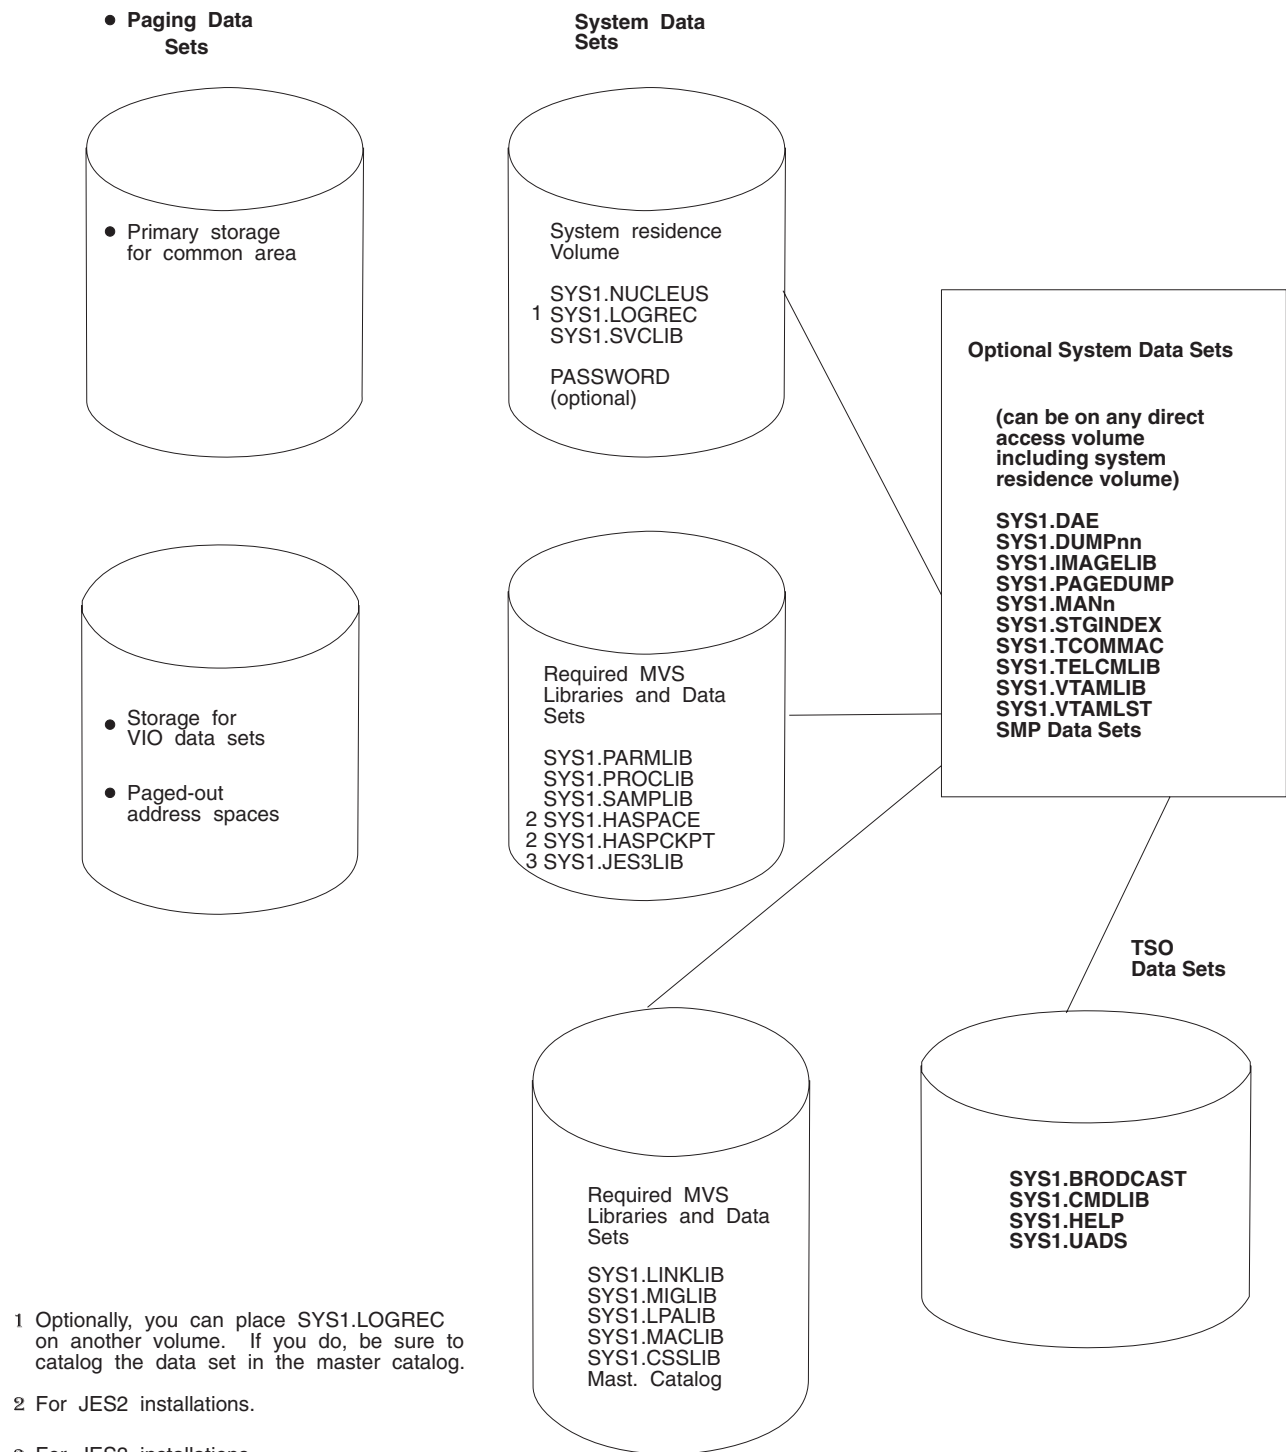 ● Paging Data
Sets
System Data
Sets
● Primary storage
for common area
System residence
Volume
SYS1.NUCLEUS
1 SYS1.LOGREC
SYS1.SVCLIB
PASSWORD
(optional)
Optional System Data Sets
(can be on any direct
access volume
including system
residence volume)
SYS1.DAE
SYS1.DUMPnn
SYS1.IMAGELIB
SYS1.PAGEDUMP
SYS1.MANn
SYS1.STGINDEX
SYS1.TCOMMAC
SYS1.TELCMLIB
SYS1.VTAMLIB
SYS1.VTAMLST
SMP Data Sets
● Storage for
VIO data sets
● Paged-out
address spaces
Required MVS
Libraries and Data
Sets
SYS1.PARMLIB
SYS1.PROCLIB
SYS1.SAMPLIB
2 SYS1.HASPACE
2 SYS1.HASPCKPT
3 SYS1.JES3LIB
TSO
Data Sets
SYS1.BRODCAST
SYS1.CMDLIB
SYS1.HELP
SYS1.UADS
Required MVS
Libraries and Data
Sets
SYS1.LINKLIB
SYS1.MIGLIB
SYS1.LPALIB
SYS1.MACLIB
SYS1.CSSLIB
Mast. Catalog
1 Optionally, you can place SYS1.LOGREC
on another volume. If you do, be sure to
catalog the data set in the master catalog.
2 For JES2 installations.
For installations